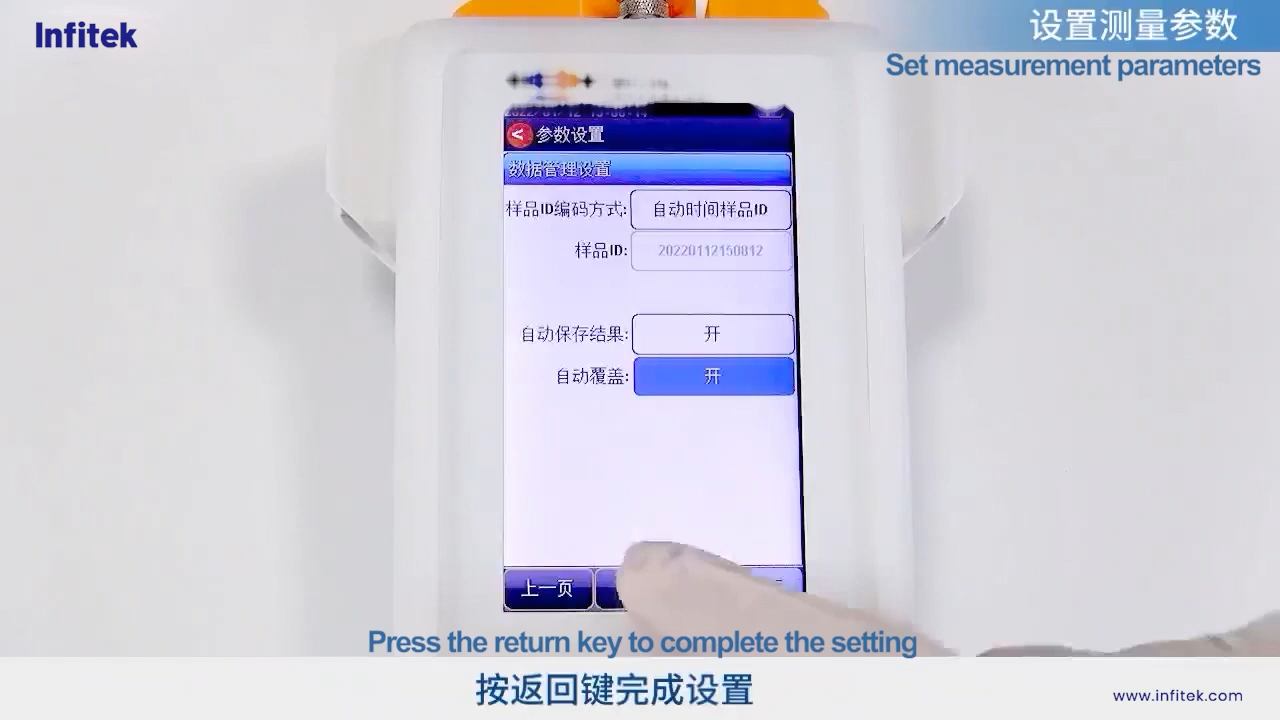 Infitek
设置测量参数
Set measurement parameters
参数设置
数据管理设置
样品ID编码方式: 自动时间样品ID
样品ID: 20220112150812
自动保存结果: 开
自动覆盖: 开
上一页
Press the return key to complete the setting
按返回键完成设置
www.infitek.com